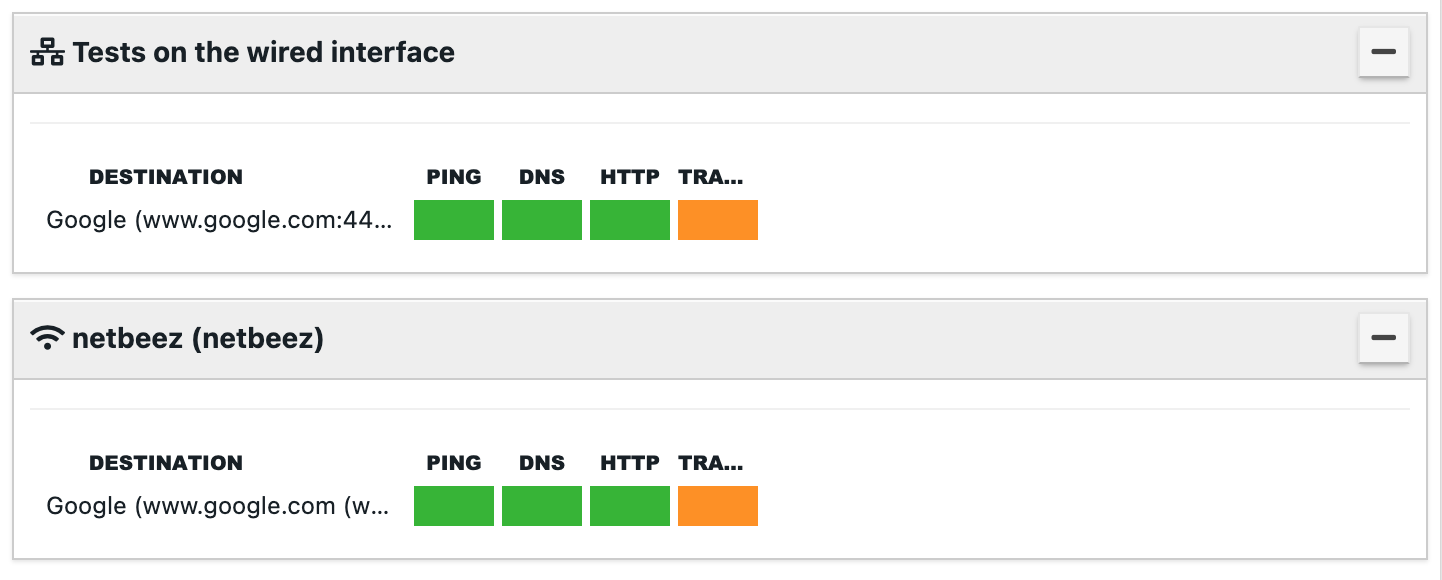 Tests on the wired interface
DESTINATION PING DNS HTTP TRA...
Google (www.google.com:44...
netbeez (netbeez)
DESTINATION PING DNS HTTP TRA...
Google (www.google.com (w...